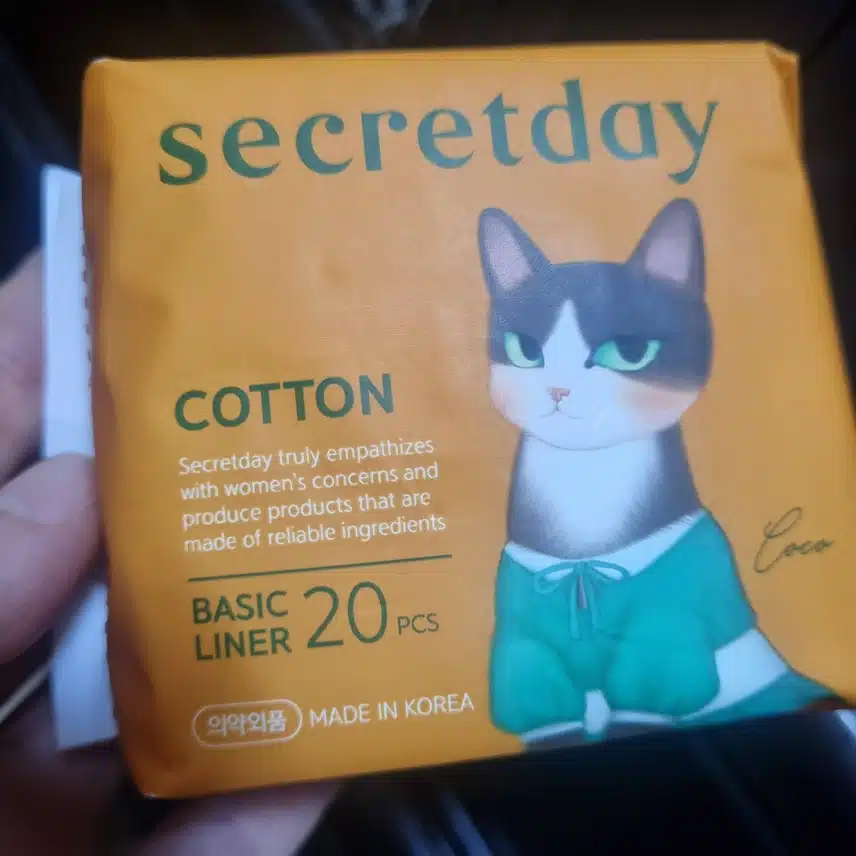 secretday
COTTON
Secretday truly empathizes
with women's concerns and
produce products that are
made of reliable ingredients
BASIC
LINER 20 PCS
의약외품 MADE IN KOREA
Coco